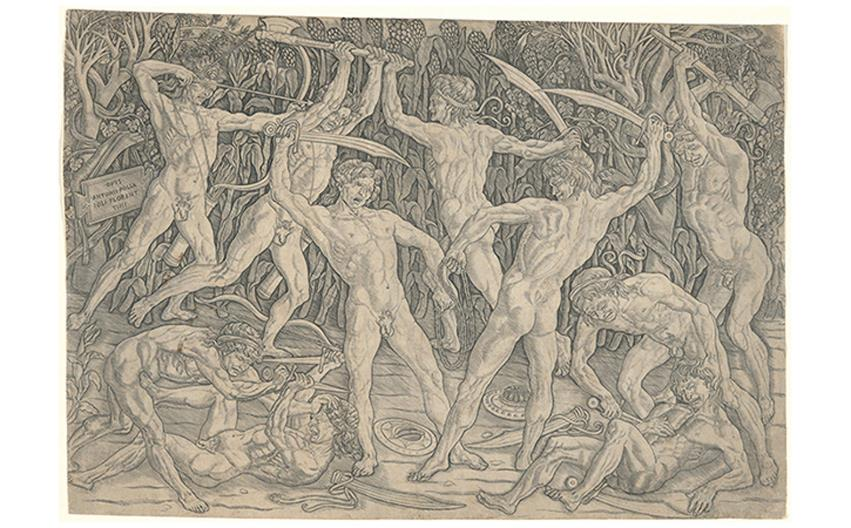 OPVS
ANTONII POLLA
IOLI FLORENT
TINI